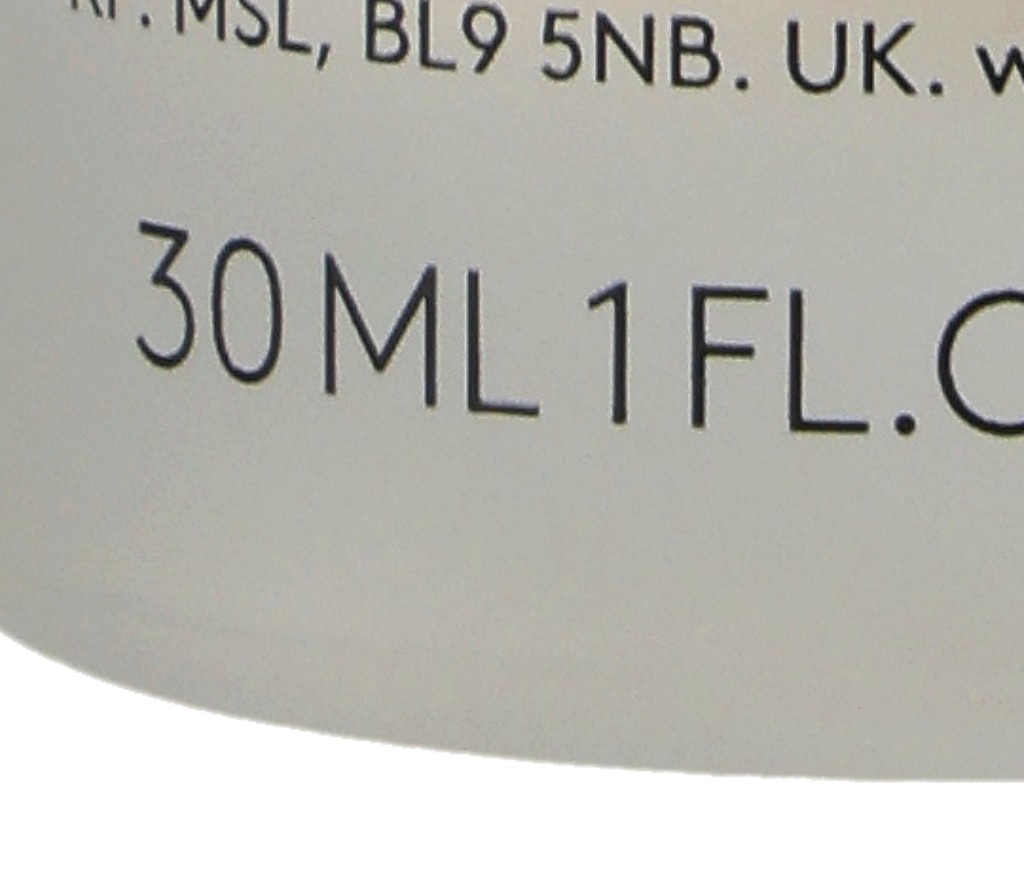 MSL, BL9 5NB. UK.
30 ML 1 FL.